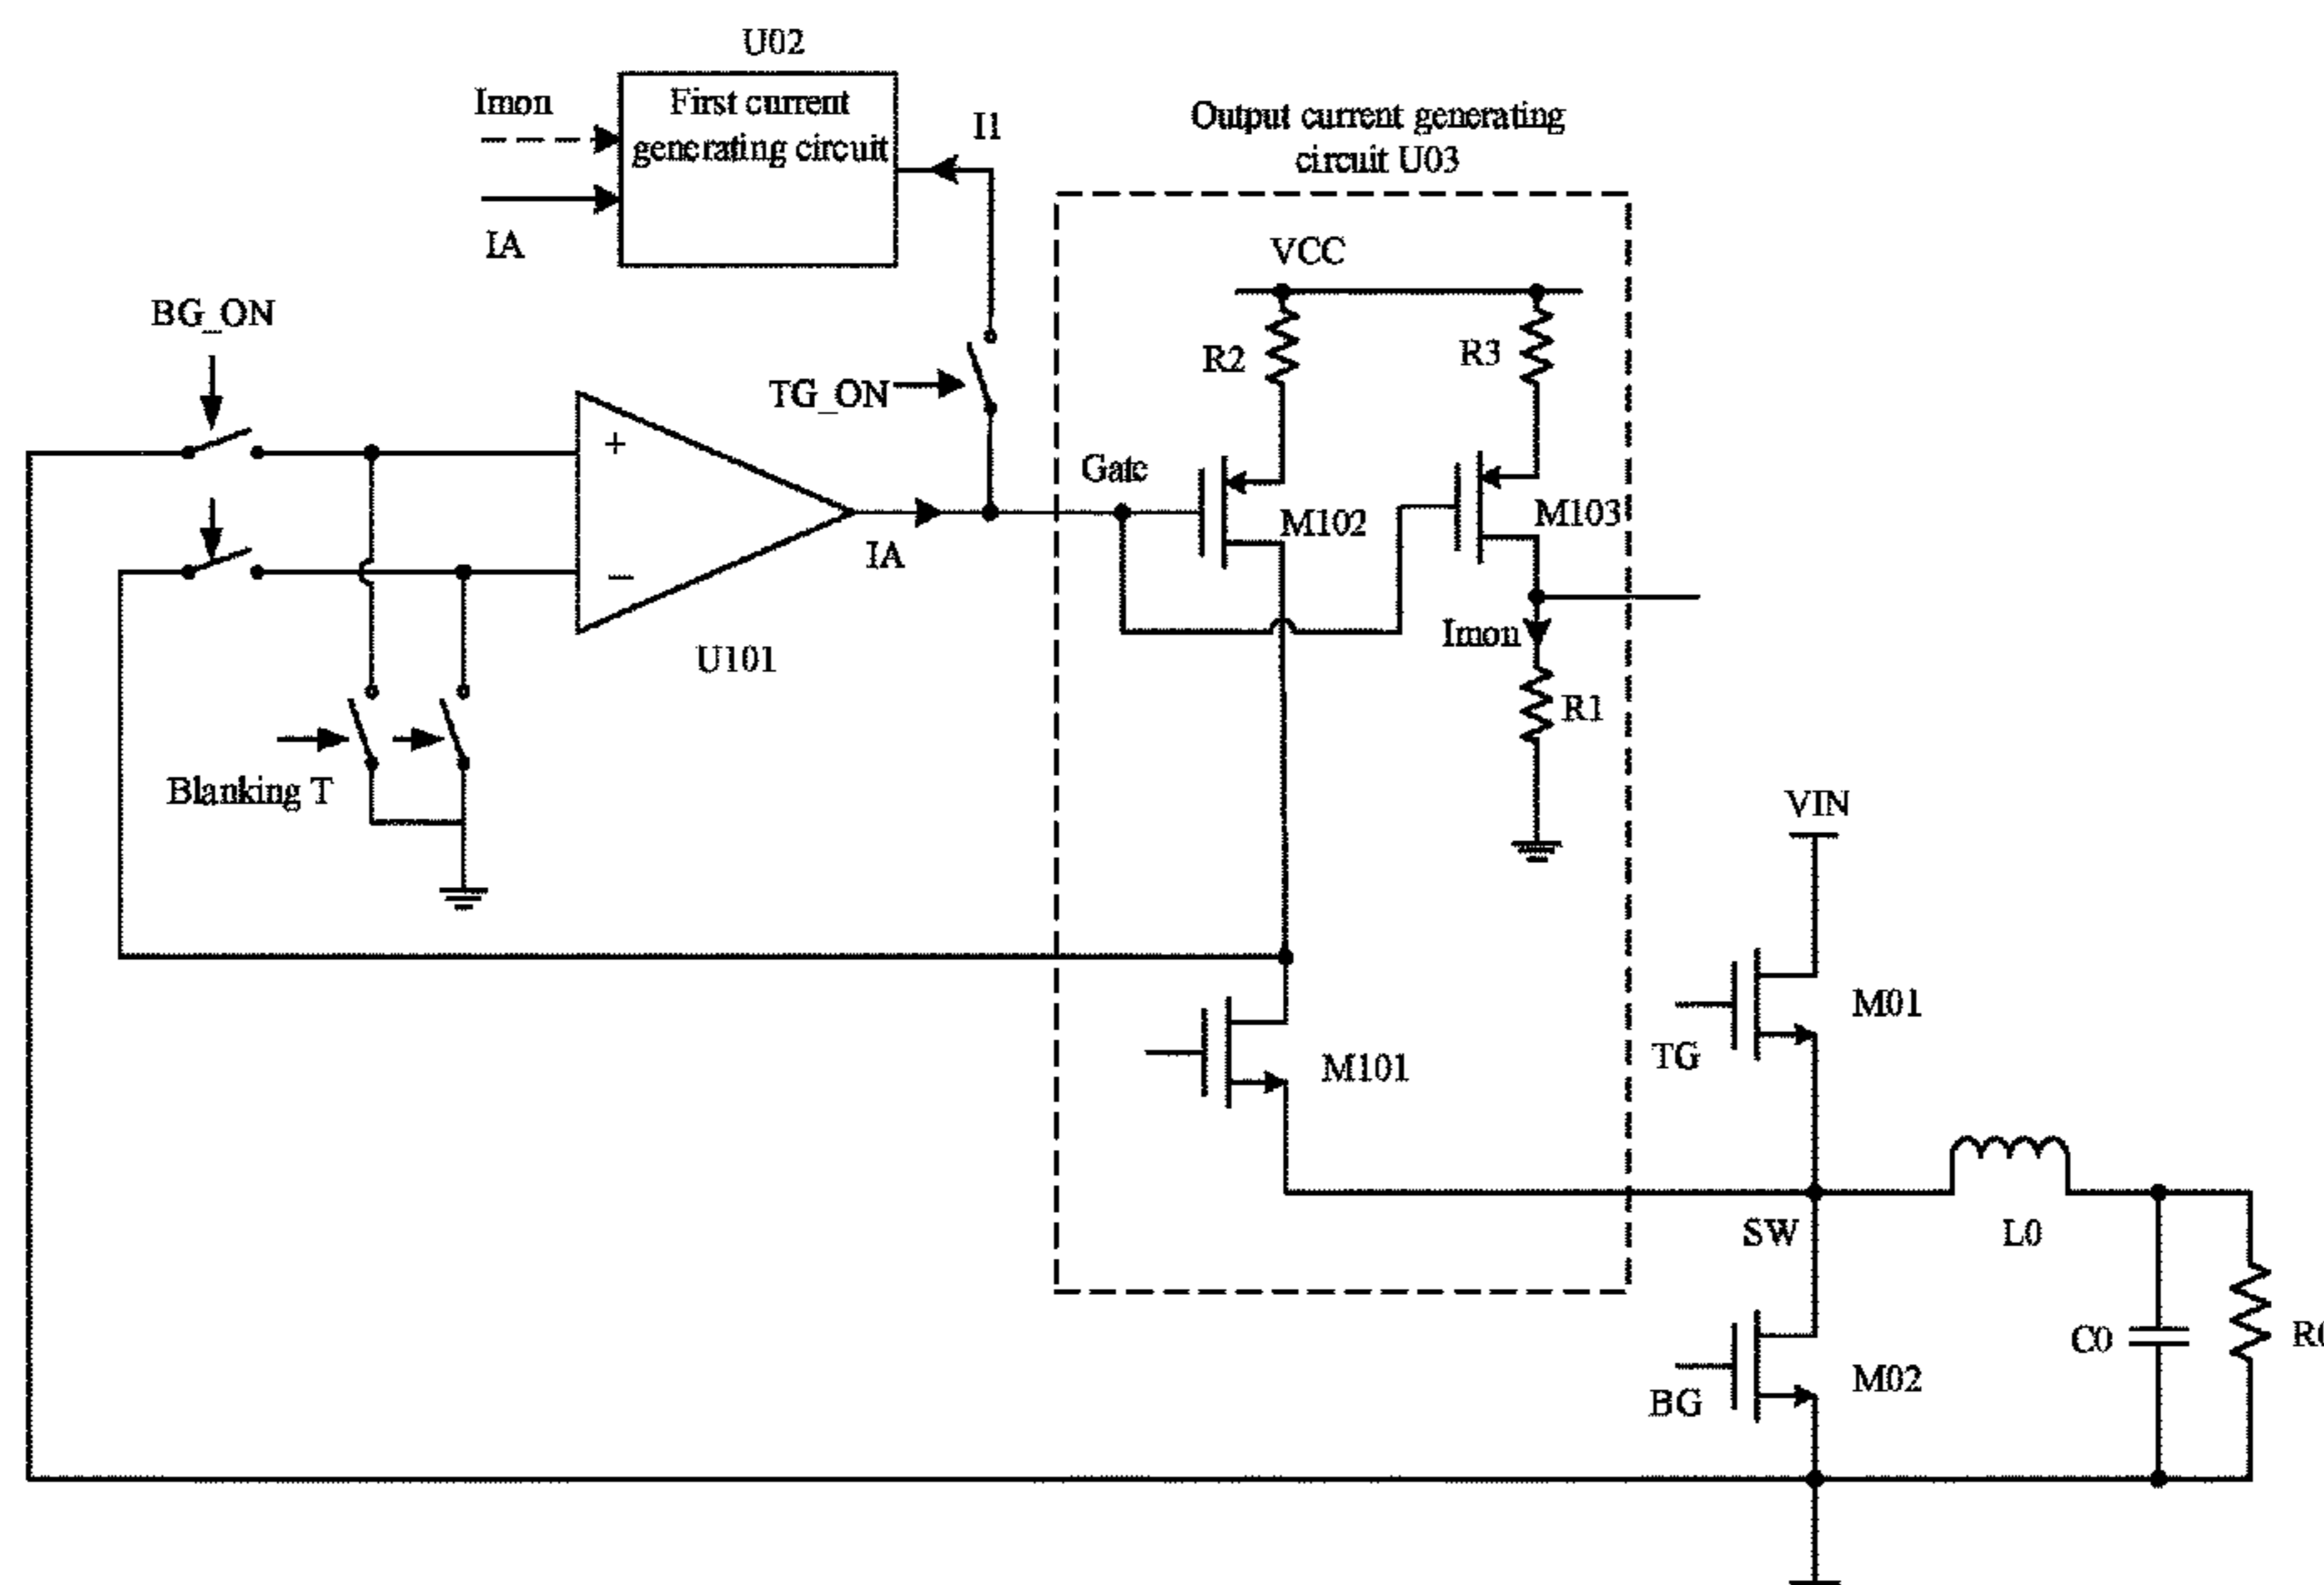 U02
Imon
First current
generating circuit
I1
IA
Output current generating
circuit U03
VCC
BG_ON
R2
R3
TG_ON
+
Gate
M102
M103
IA
−
U101
Imon
R1
Blanking T
VIN
M101
M01
TG
SW
L0
C0
BG
M02